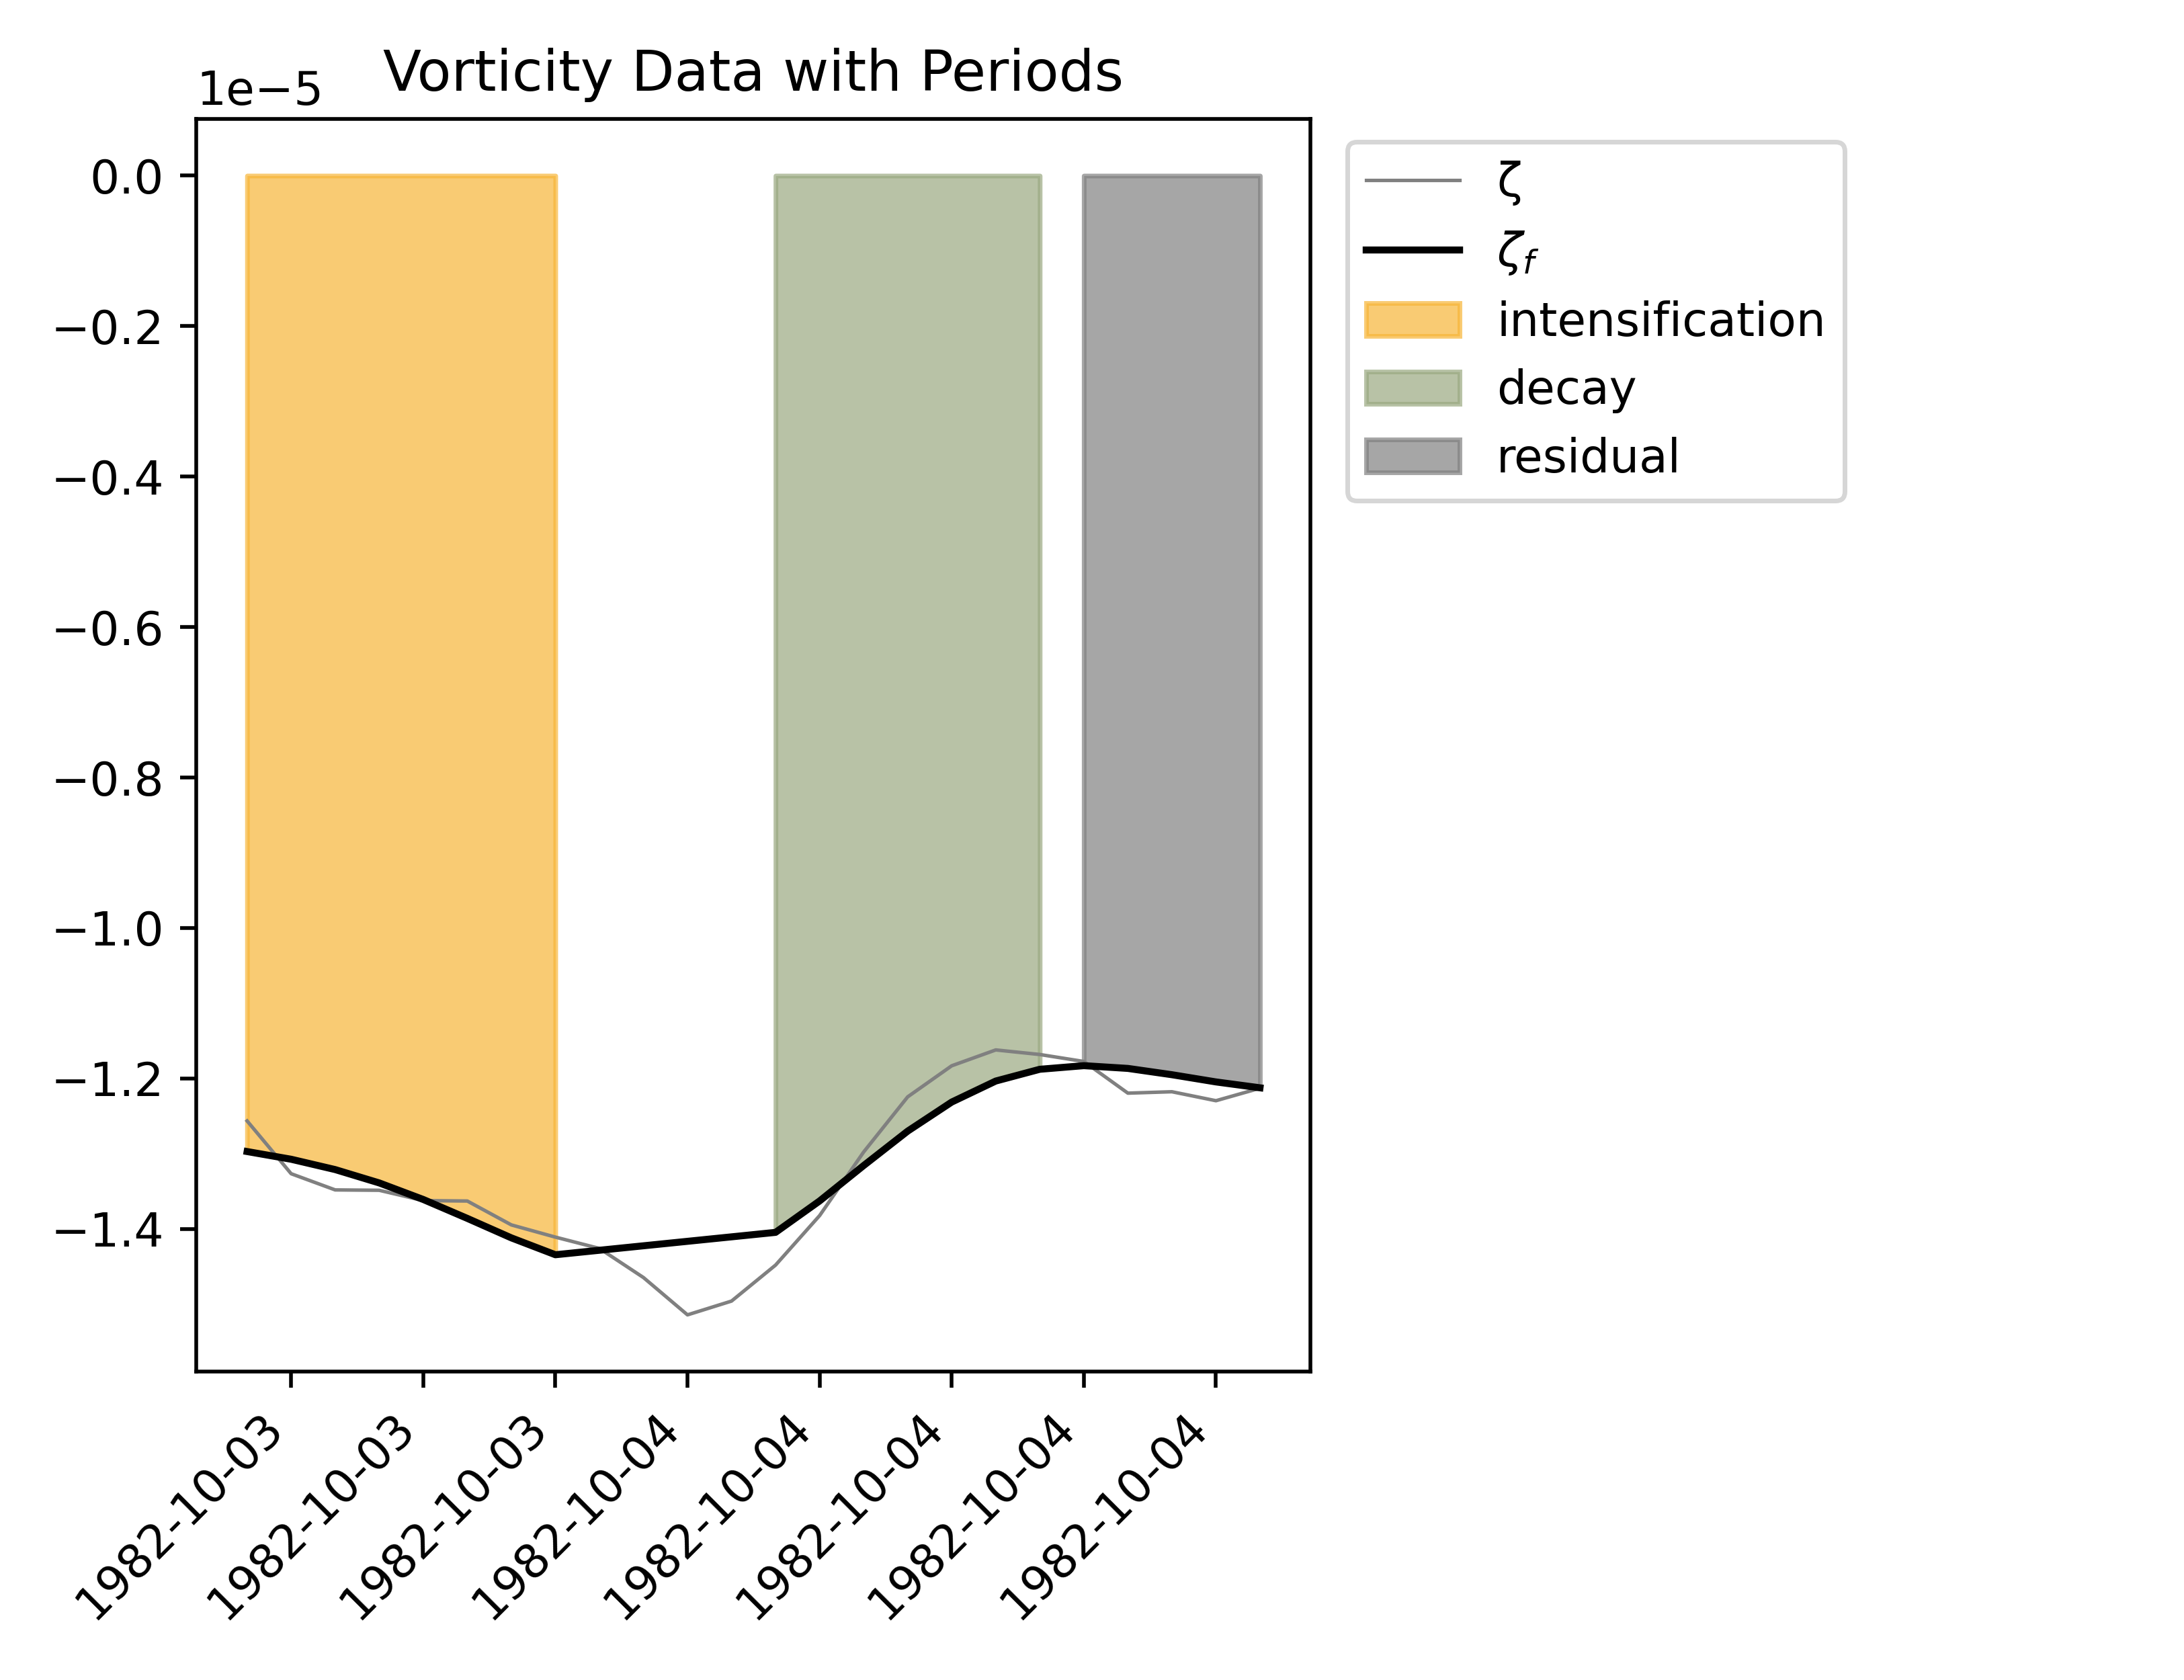 Vorticity Data with Periods
1e−5
0.0
−0.2
−0.4
−0.6
−0.8
−1.0
−1.2
−1.4
1982-10-03
1982-10-03
1982-10-03
1982-10-04
1982-10-04
1982-10-04
1982-10-04
1982-10-04
ζ
ζf
intensification
decay
residual